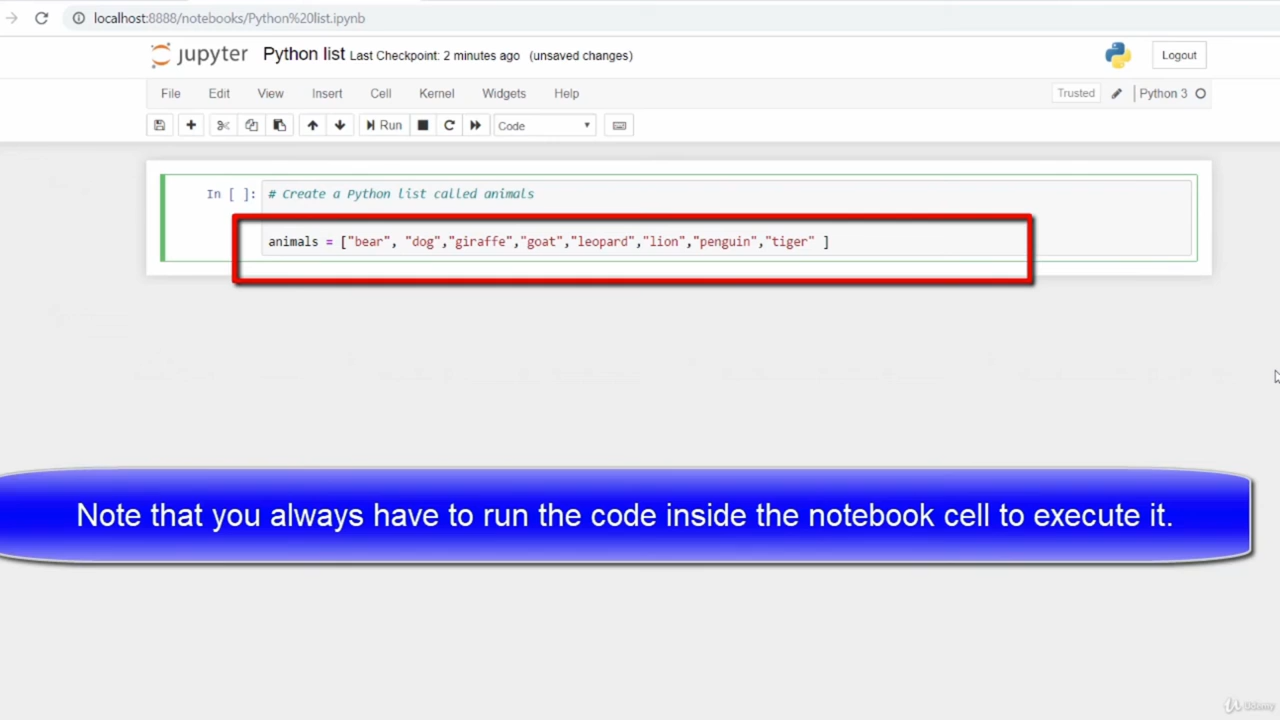 localhost:8888/notebooks/Python%20list.ipynb
jupyter Python list Last Checkpoint: 2 minutes ago (unsaved changes) Logout
File Edit View Insert Cell Kernel Widgets Help Trusted Python 3
Run Code
In [ ]: # Create a Python list called animals
animals = ["bear", "dog","giraffe","goat","leopard","lion","penguin","tiger" ]
Note that you always have to run the code inside the notebook cell to execute it.
Udemy